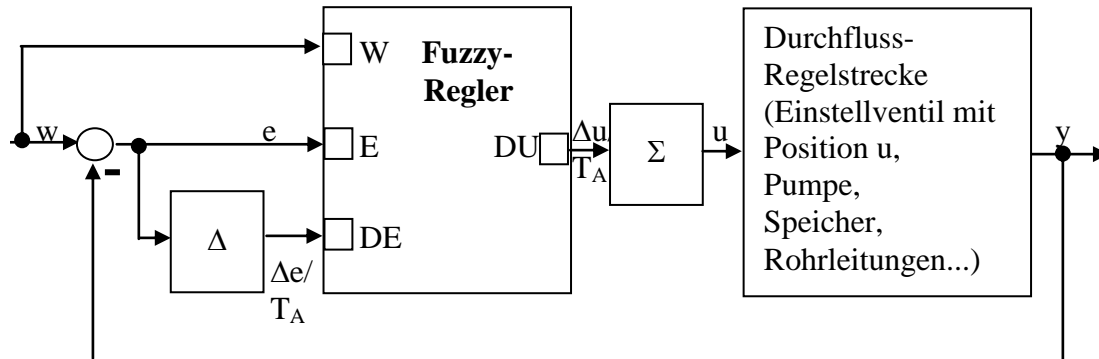 w
e
Δ
Δe/
T_A
W
E
DE
Fuzzy-
Regler
DU
Δu/
T_A
Σ
u
Durchfluss-
Regelstrecke
(Einstellventil mit
Position u,
Pumpe,
Speicher,
Rohrleitungen...)
y
-